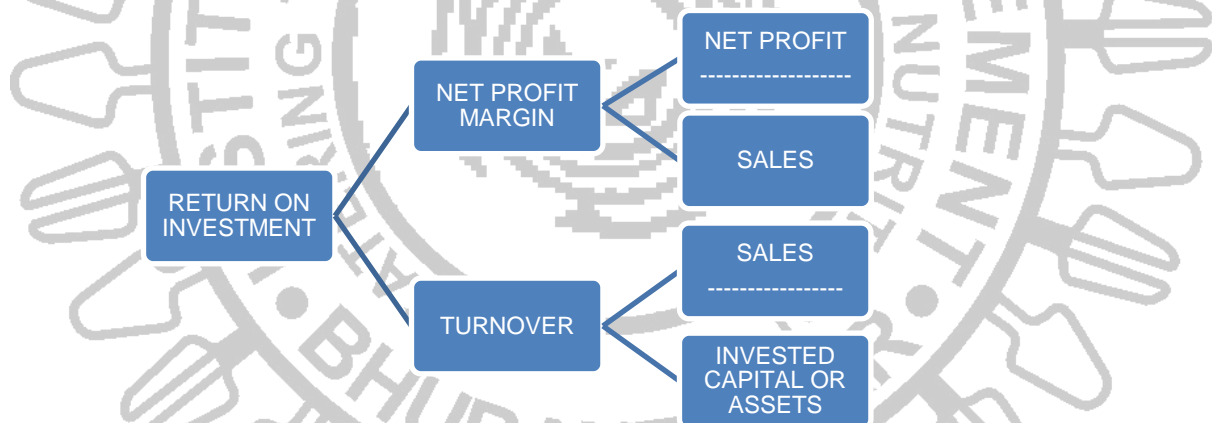 NET PROFIT
-------------------
NET PROFIT
MARGIN
SALES
RETURN ON
INVESTMENT
SALES
-----------------
TURNOVER
INVESTED
CAPITAL OR
ASSETS